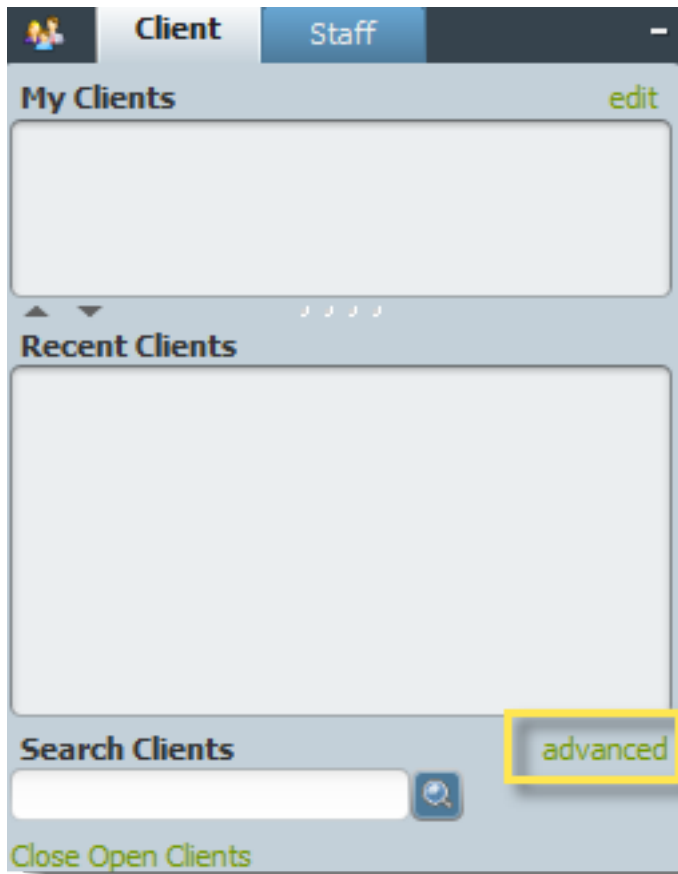 Client Staff
My Clients edit
Recent Clients
Search Clients advanced
Close Open Clients